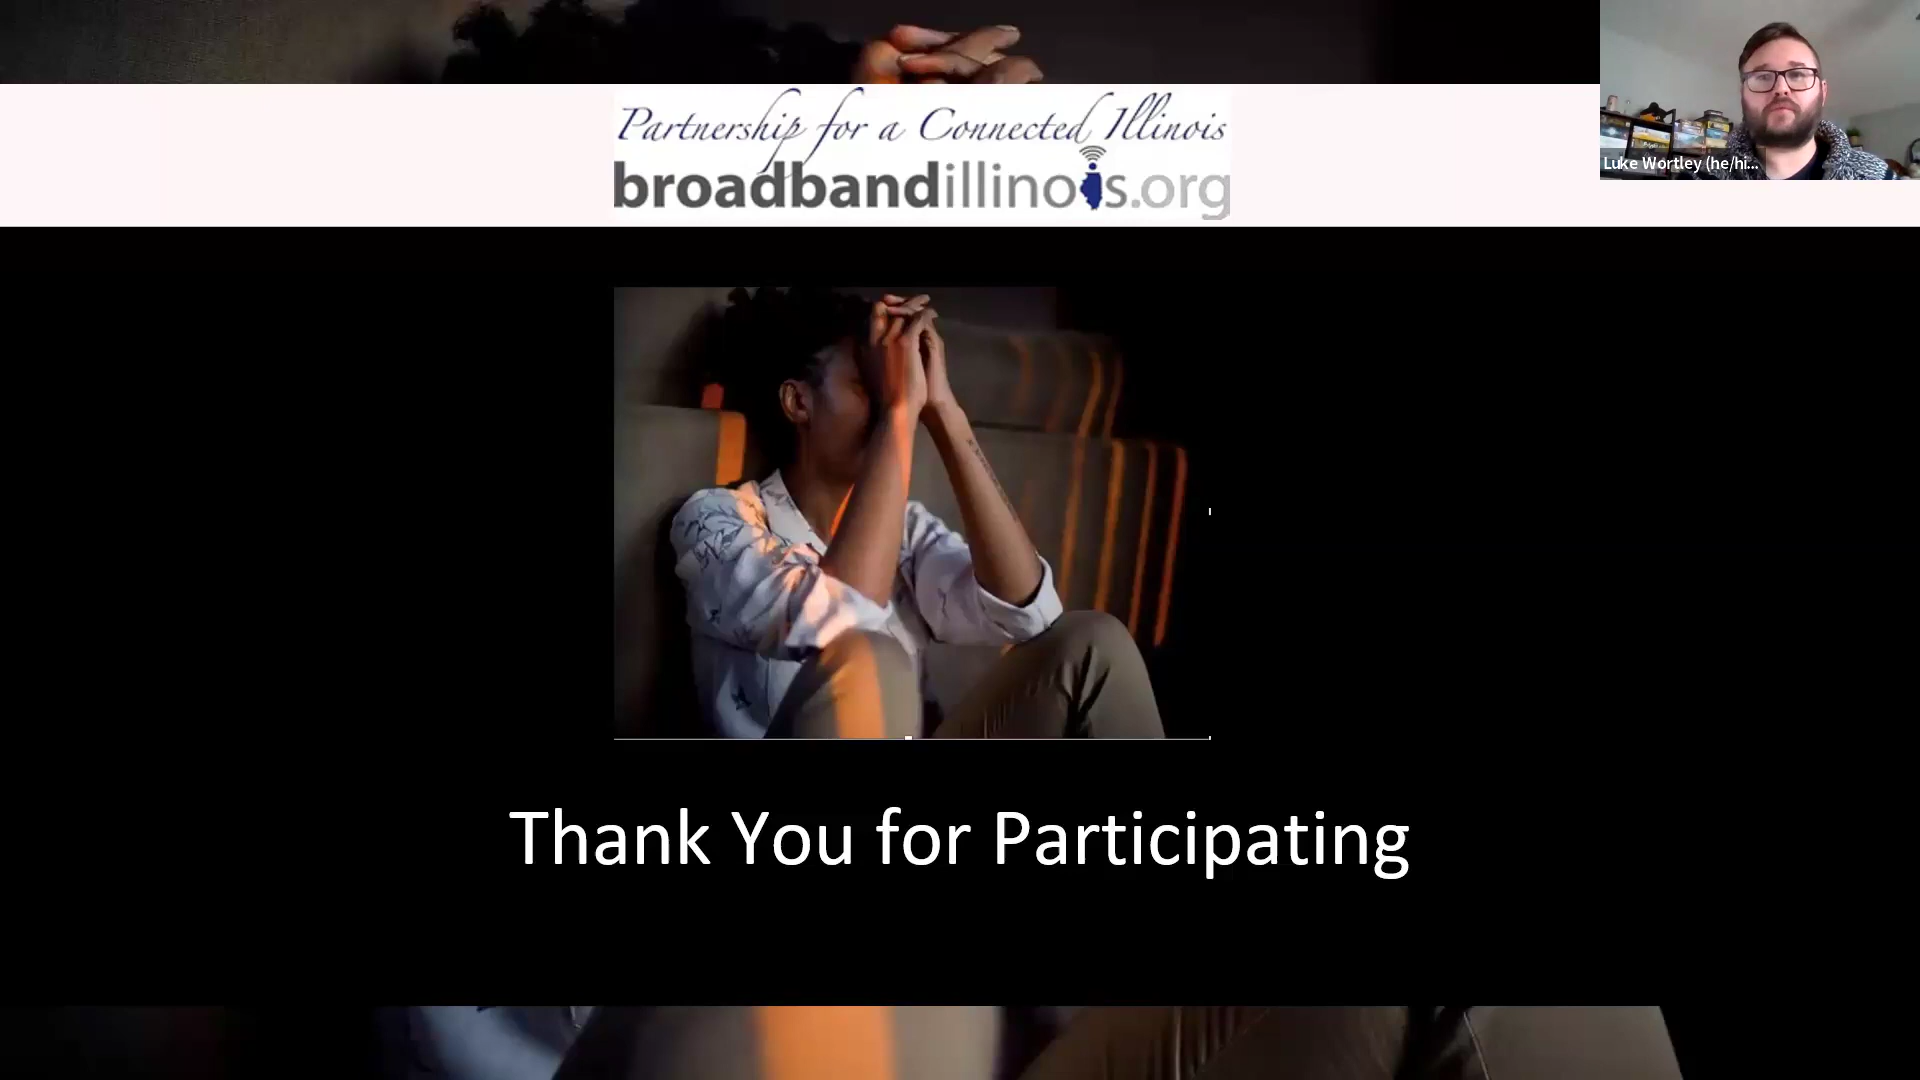 Partnership for a Connected Illinois
broadbandillinois.org
Luke Wortley (he/hi...
Thank You for Participating